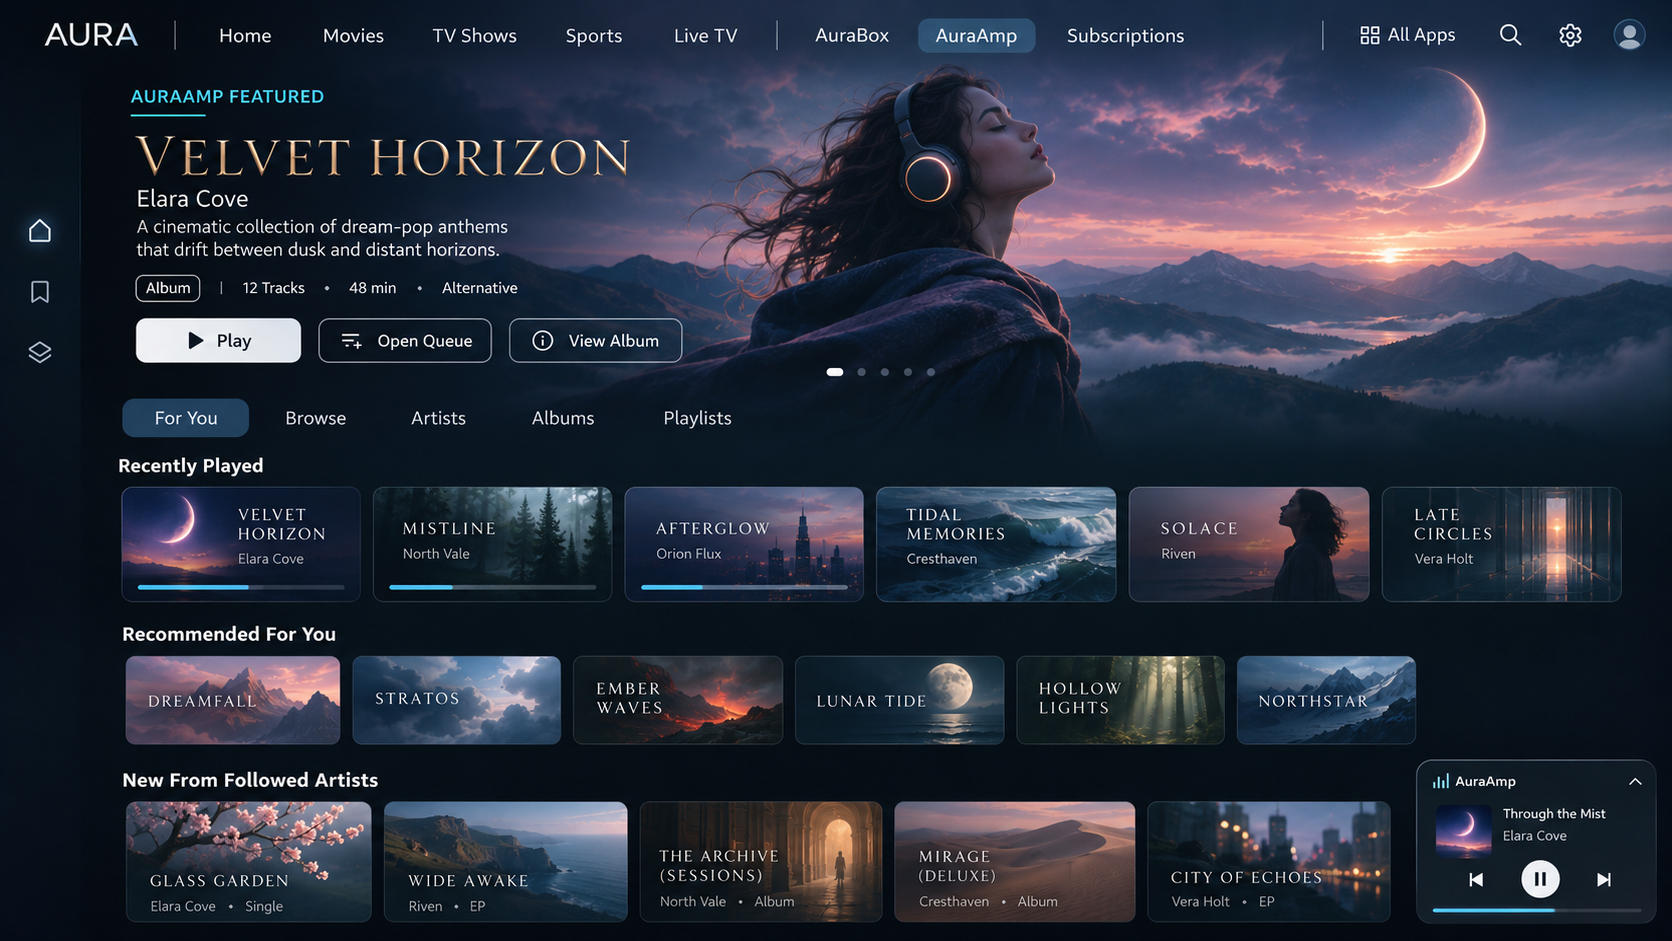 AURA
Home
Movies
TV Shows
Sports
Live TV
AuraBox
AuraAmp
Subscriptions
All Apps
AURAAMP FEATURED
VELVET HORIZON
Elara Cove
A cinematic collection of dream-pop anthems
that drift between dusk and distant horizons.
Album | 12 Tracks • 48 min • Alternative
Play
Open Queue
View Album
For You
Browse
Artists
Albums
Playlists
Recently Played
VELVET
HORIZON
Elara Cove
MISTLINE
North Vale
AFTERGLOW
Orion Flux
TIDAL
MEMORIES
Cresthaven
SOLACE
Riven
LATE
CIRCLES
Vera Holt
Recommended For You
DREAMFALL
STRATOS
EMBER
WAVES
LUNAR TIDE
HOLLOW
LIGHTS
NORTHSTAR
New From Followed Artists
GLASS GARDEN
Elara Cove • Single
WIDE AWAKE
Riven • EP
THE ARCHIVE
(SESSIONS)
North Vale • Album
MIRAGE
(DELUXE)
Cresthaven • Album
CITY OF ECHOES
Vera Holt • EP
AuraAmp
Through the Mist
Elara Cove